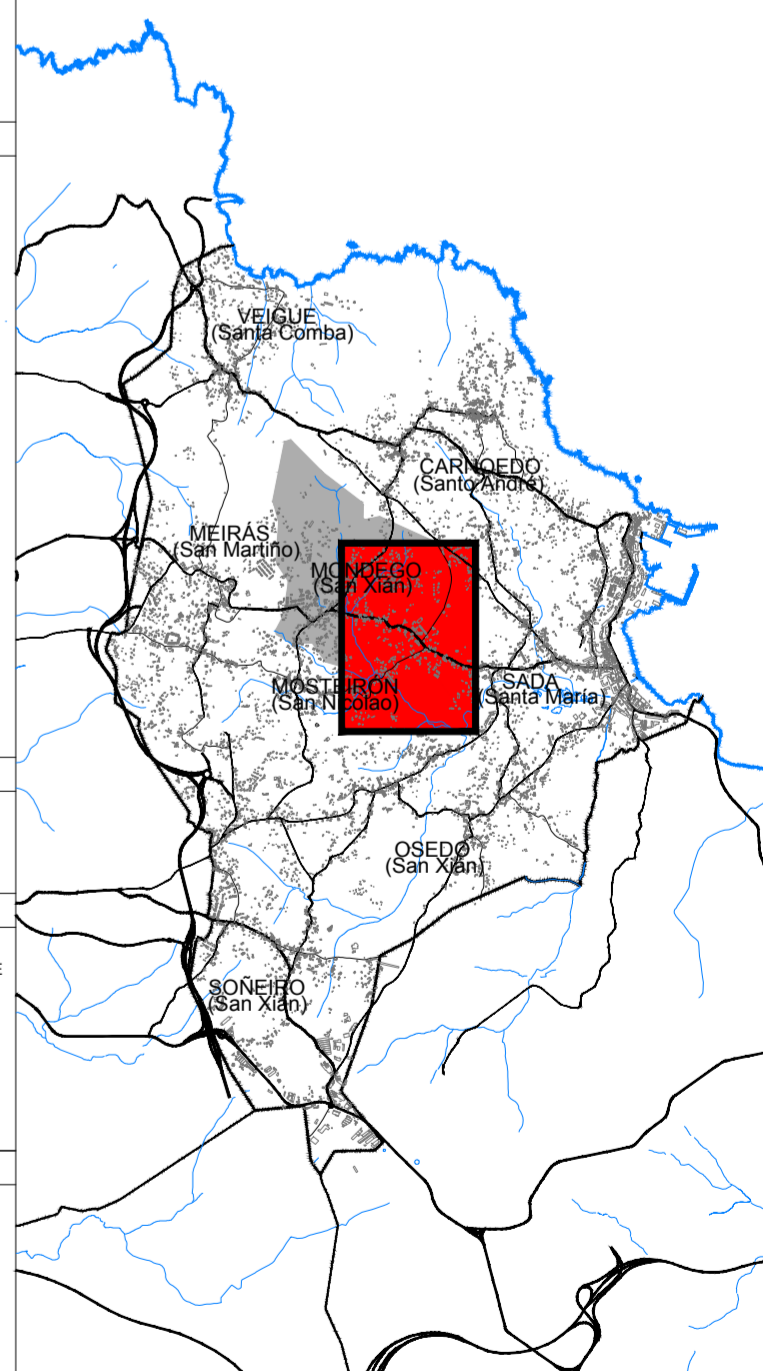 VEIGUE
(Santa Comba)
CARNOEDO
(Santo André)
MEIRÁS
(San Martiño)
MONDEGO
(San Xián)
MOSTEIRÓN
(San Nicolao)
SADA
(Santa María)
OSEDO
(San Xián)
E
SOÑEIRO
(San Xián)